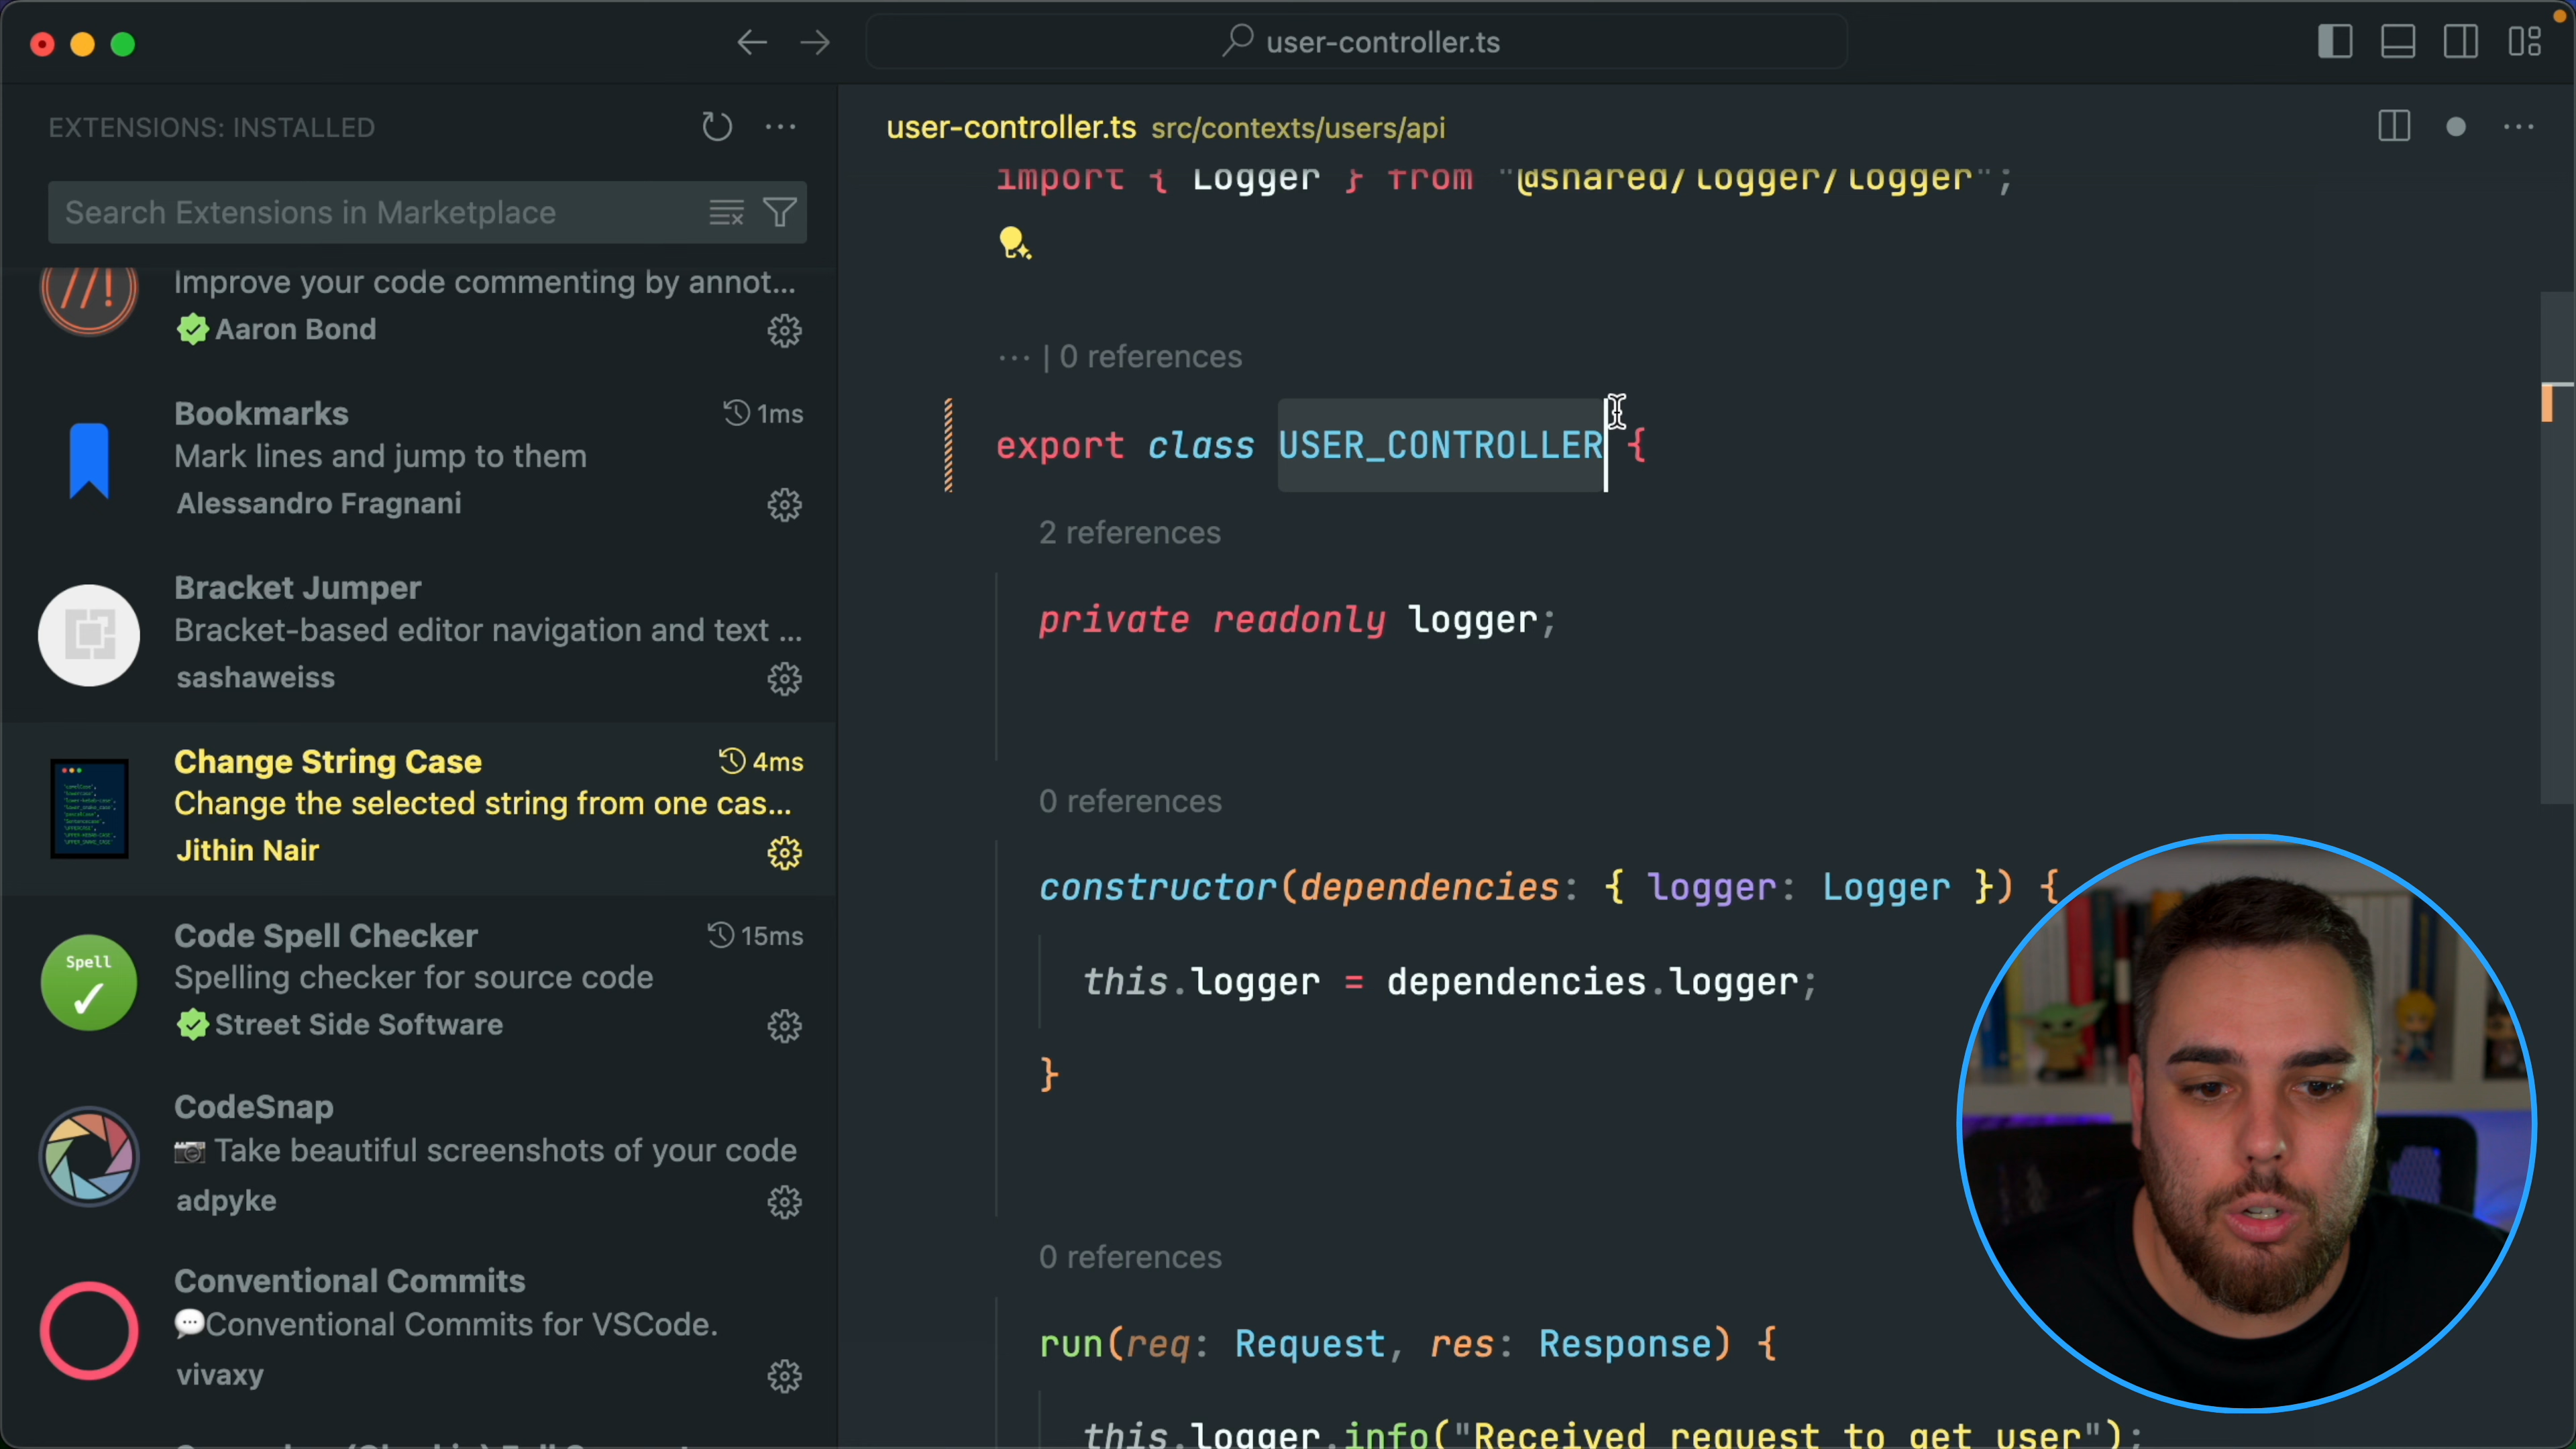 user-controller.ts
EXTENSIONS: INSTALLED
Search Extensions in Marketplace
//!
Improve your code commenting by annot...
Aaron Bond
Bookmarks
1ms
Mark lines and jump to them
Alessandro Fragnani
Bracket Jumper
Bracket-based editor navigation and text ...
sashaweiss
Change String Case
4ms
Change the selected string from one cas...
Jithin Nair
Spell
Code Spell Checker
15ms
Spelling checker for source code
Street Side Software
CodeSnap
Take beautiful screenshots of your code
adpyke
Conventional Commits
Conventional Commits for VSCode.
vivaxy
user-controller.ts src/contexts/users/api
import { Logger } from "@shared/logger/logger";
··· | 0 references
export class USER_CONTROLLER {
2 references
private readonly logger;
0 references
constructor(dependencies: { logger: Logger }) {
this.logger = dependencies.logger;
}
0 references
run(req: Request, res: Response) {
this.logger.info("Received request to get user");